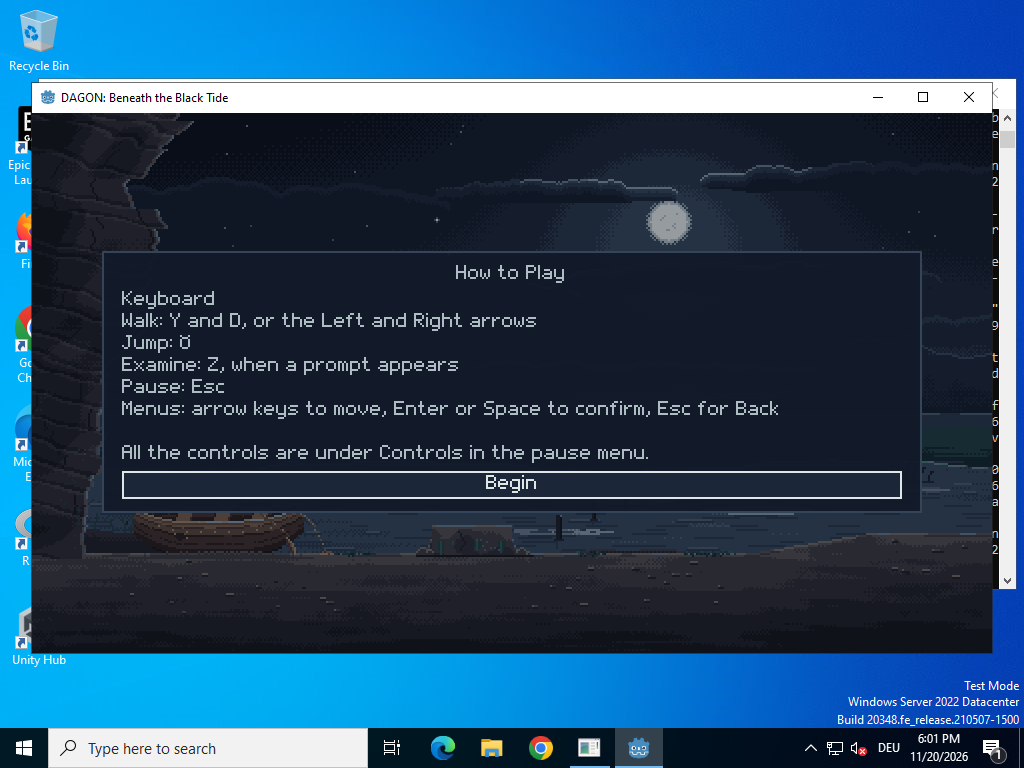 Recycle Bin
DAGON: Beneath the Black Tide
How to Play
Keyboard
Walk: Y and D, or the Left and Right arrows
Jump: Ö
Examine: Z, when a prompt appears
Pause: Esc
Menus: arrow keys to move, Enter or Space to confirm, Esc for Back
All the controls are under Controls in the pause menu.
Begin
Unity Hub
Test Mode
Windows Server 2022 Datacenter
Build 20348.fe_release.210507-1500
Type here to search
DEU
6:01 PM
11/20/2026
1